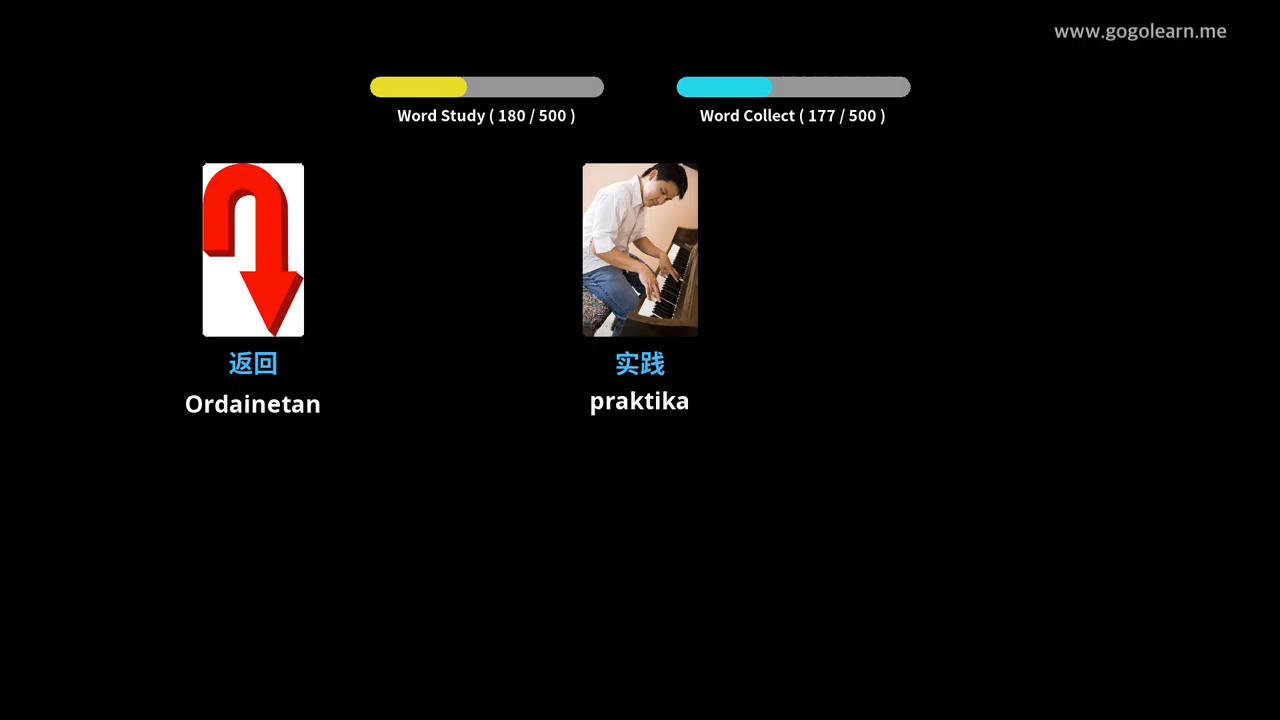 www.gogolearn.me
Word Study ( 180 / 500 )
Word Collect ( 177 / 500 )
返回
实践
Ordainetan
praktika